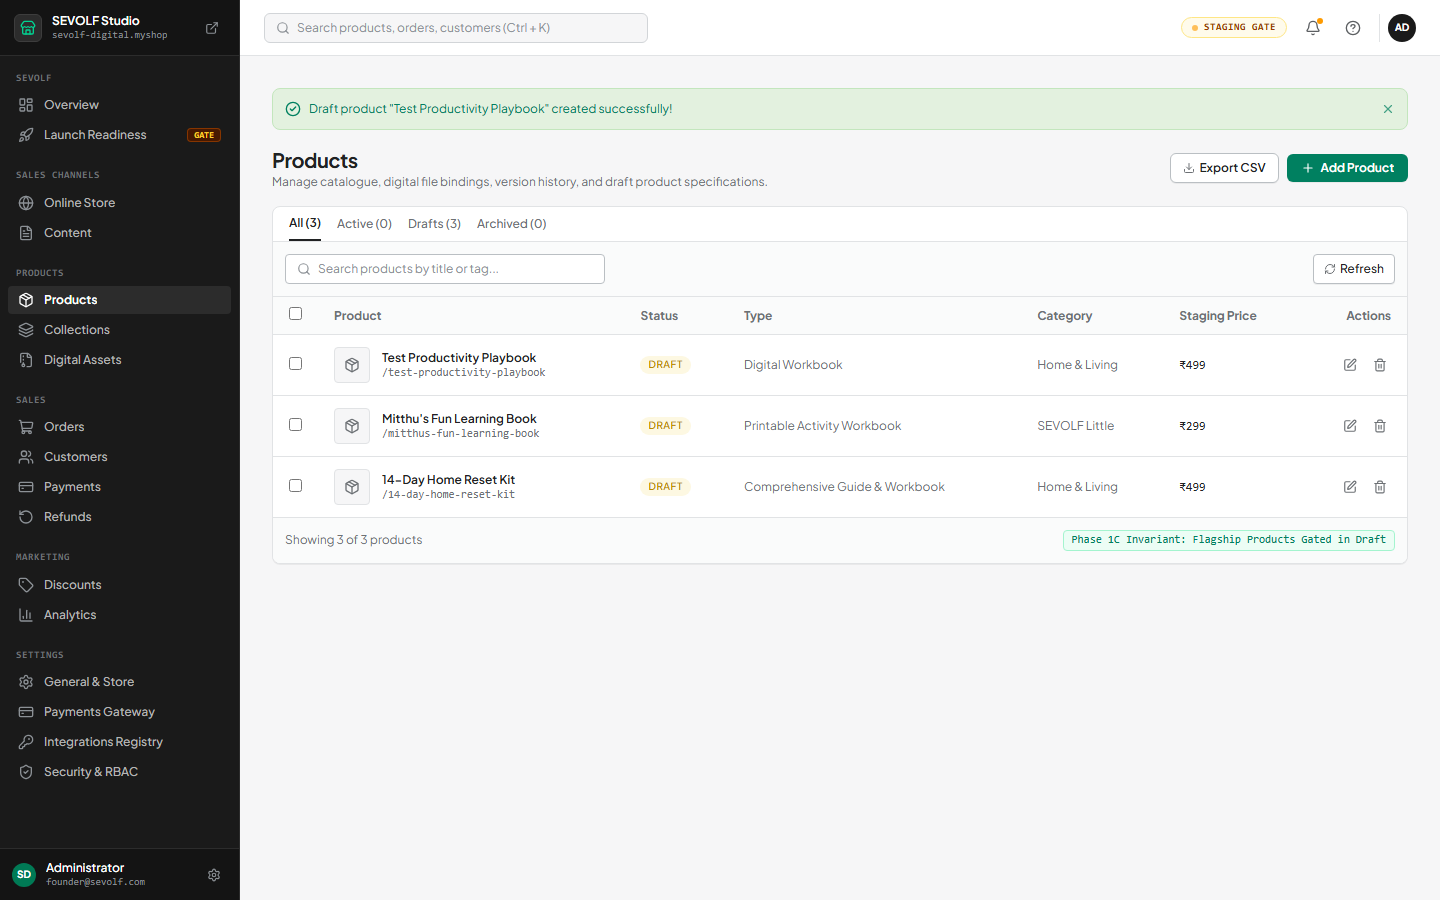 SEVOLF Studio
sevolf-digital.myshop
SEVOLF
Overview
Launch Readiness GATE
SALES CHANNELS
Online Store
Content
PRODUCTS
Products
Collections
Digital Assets
SALES
Orders
Customers
Payments
Refunds
MARKETING
Discounts
Analytics
SETTINGS
General & Store
Payments Gateway
Integrations Registry
Security & RBAC
SD
Administrator
founder@sevolf.com
Search products, orders, customers (Ctrl + K)
STAGING GATE
AD
Draft product "Test Productivity Playbook" created successfully!
Products
Manage catalogue, digital file bindings, version history, and draft product specifications.
Export CSV
Add Product
All (3) Active (0) Drafts (3) Archived (0)
Search products by title or tag...
Refresh
Product Status Type Category Staging Price Actions
Test Productivity Playbook
/test-productivity-playbook
DRAFT Digital Workbook Home & Living ₹499
Mitthu's Fun Learning Book
/mitthus-fun-learning-book
DRAFT Printable Activity Workbook SEVOLF Little ₹299
14-Day Home Reset Kit
/14-day-home-reset-kit
DRAFT Comprehensive Guide & Workbook Home & Living ₹499
Showing 3 of 3 products
Phase 1C Invariant: Flagship Products Gated in Draft